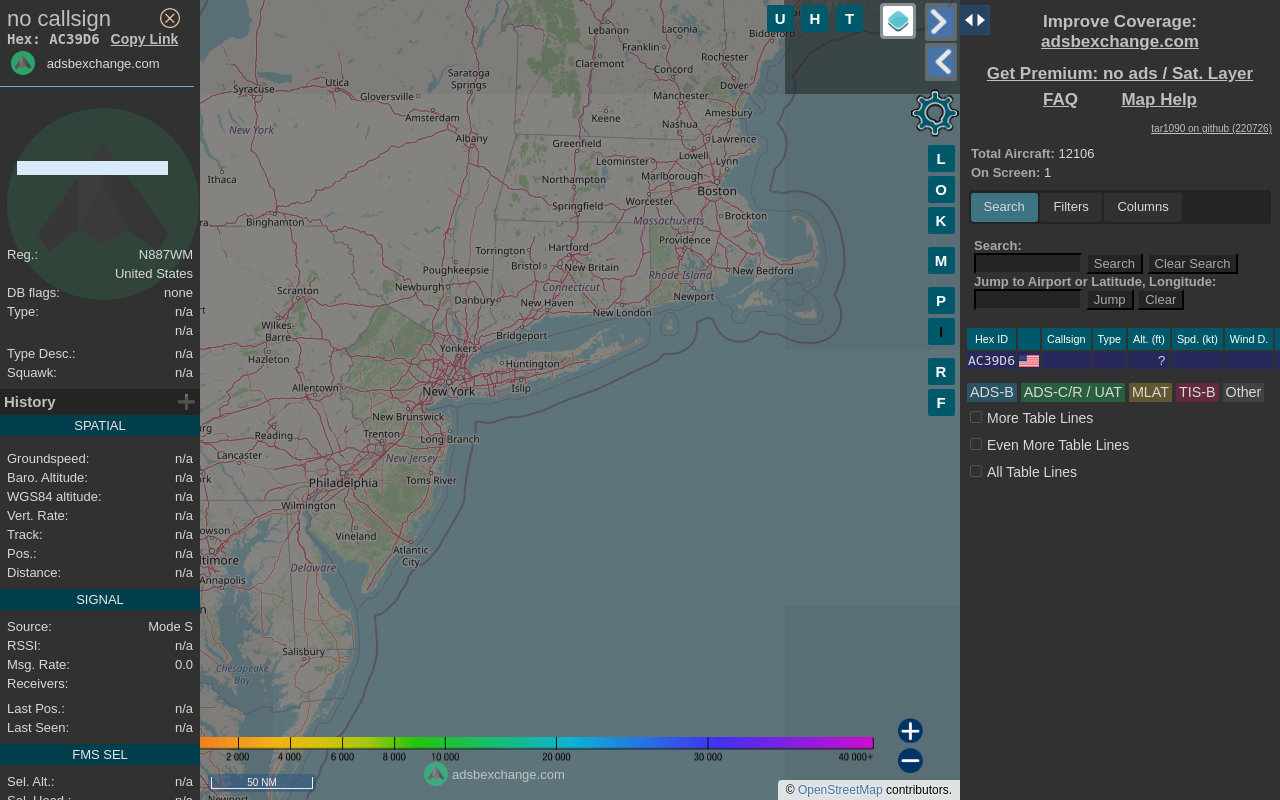 no callsign
Hex: AC39D6 Copy Link
adsbexchange.com
Reg.: N887WM
United States
DB flags: none
Type: n/a
n/a
Type Desc.: n/a
Squawk: n/a
History
SPATIAL
Groundspeed: n/a
Baro. Altitude: n/a
WGS84 altitude: n/a
Vert. Rate: n/a
Track: n/a
Pos.: n/a
Distance: n/a
SIGNAL
Source: Mode S
RSSI: n/a
Msg. Rate: 0.0
Receivers:
Last Pos.: n/a
Last Seen: n/a
FMS SEL
Sel. Alt.: n/a
U H T
L
O
K
M
P
I
R
F
Lebanon
Laconia
Franklin
Biddeford
Claremont
Rochester
Concord
Saratoga
Springs
Utica
Dover
Syracuse
Gloversville
Manchester
Amsterdam
Keene
Amesbury
New York
Nashua
Albany
Greenfield
Lawrence
Lowell
Leominster
Lynn
Ithaca
Northampton
Marlborough
Boston
Worcester
Springfield
Brockton
Massachusetts
Binghamton
Providence
Torrington
Hartford
Poughkeepsie
Bristol
New Britain
Rhode Island
New Bedford
Connecticut
Scranton
Newburgh
Danbury
New Haven
New London
Newport
Wilkes-
Barre
Bridgeport
Yonkers
Hazleton
Huntington
Allentown
New York
Islip
New Brunswick
Reading
Trenton
Long Branch
Lancaster
New Jersey
Philadelphia
Toms River
Wilmington
Vineland
Atlantic
City
Annapolis
Delaware
Salisbury
Chesapeake
Bay
2 000 4 000 6 000 8 000 10 000 20 000 30 000 40 000+
adsbexchange.com
50 NM
© OpenStreetMap contributors.
Improve Coverage:
adsbexchange.com
Get Premium: no ads / Sat. Layer
FAQ Map Help
tar1090 on github (220726)
Total Aircraft: 12106
On Screen: 1
Search Filters Columns
Search:
Search Clear Search
Jump to Airport or Latitude, Longitude:
Jump Clear
Hex ID Callsign Type Alt. (ft) Spd. (kt) Wind D.
AC39D6 ?
ADS-B ADS-C/R / UAT MLAT TIS-B Other
More Table Lines
Even More Table Lines
All Table Lines